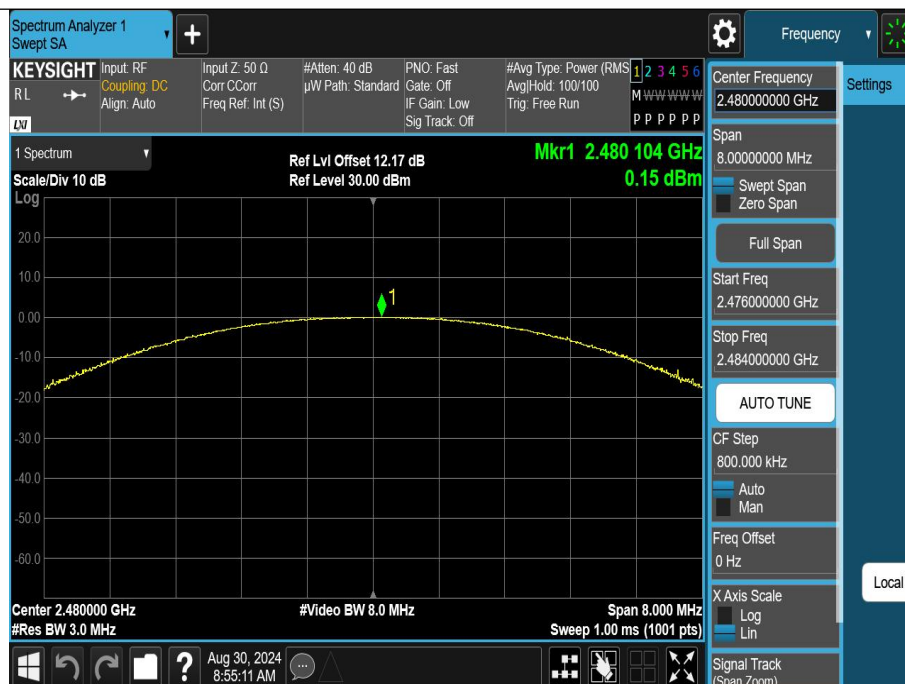 Spectrum Analyzer 1
Swept SA
+
Frequency
KEYSIGHT
RL
LXI
Input: RF
Coupling: DC
Align: Auto
Input Z: 50 Ω
Corr CCorr
Freq Ref: Int (S)
#Atten: 40 dB
µW Path: Standard
PNO: Fast
Gate: Off
IF Gain: Low
Sig Track: Off
#Avg Type: Power (RMS
Avg|Hold: 100/100
Trig: Free Run
1 2 3 4 5 6
M W W W W W
P P P P P P
1 Spectrum
Scale/Div 10 dB
Log
Ref Lvl Offset 12.17 dB
Ref Level 30.00 dBm
Mkr1 2.480 104 GHz
0.15 dBm
20.0
10.0
0.00
-10.0
-20.0
-30.0
-40.0
-50.0
-60.0
1
Center 2.480000 GHz
#Res BW 3.0 MHz
#Video BW 8.0 MHz
Span 8.000 MHz
Sweep 1.00 ms (1001 pts)
Center Frequency
2.480000000 GHz
Settings
Span
8.00000000 MHz
Swept Span
Zero Span
Full Span
Start Freq
2.476000000 GHz
Stop Freq
2.484000000 GHz
AUTO TUNE
CF Step
800.000 kHz
Auto
Man
Freq Offset
0 Hz
Local
X Axis Scale
Log
Lin
Signal Track
(Span Zoom)
?
Aug 30, 2024
8:55:11 AM